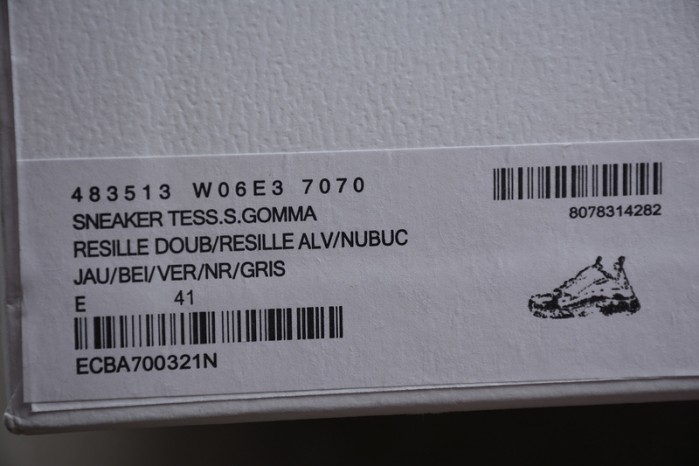 483513 W06E3 7070
SNEAKER TESS.S.GOMMA
RESILLE DOUB/RESILLE ALV/NUBUC
JAU/BEI/VER/NR/GRIS
E 41
ECBA700321N
8078314282